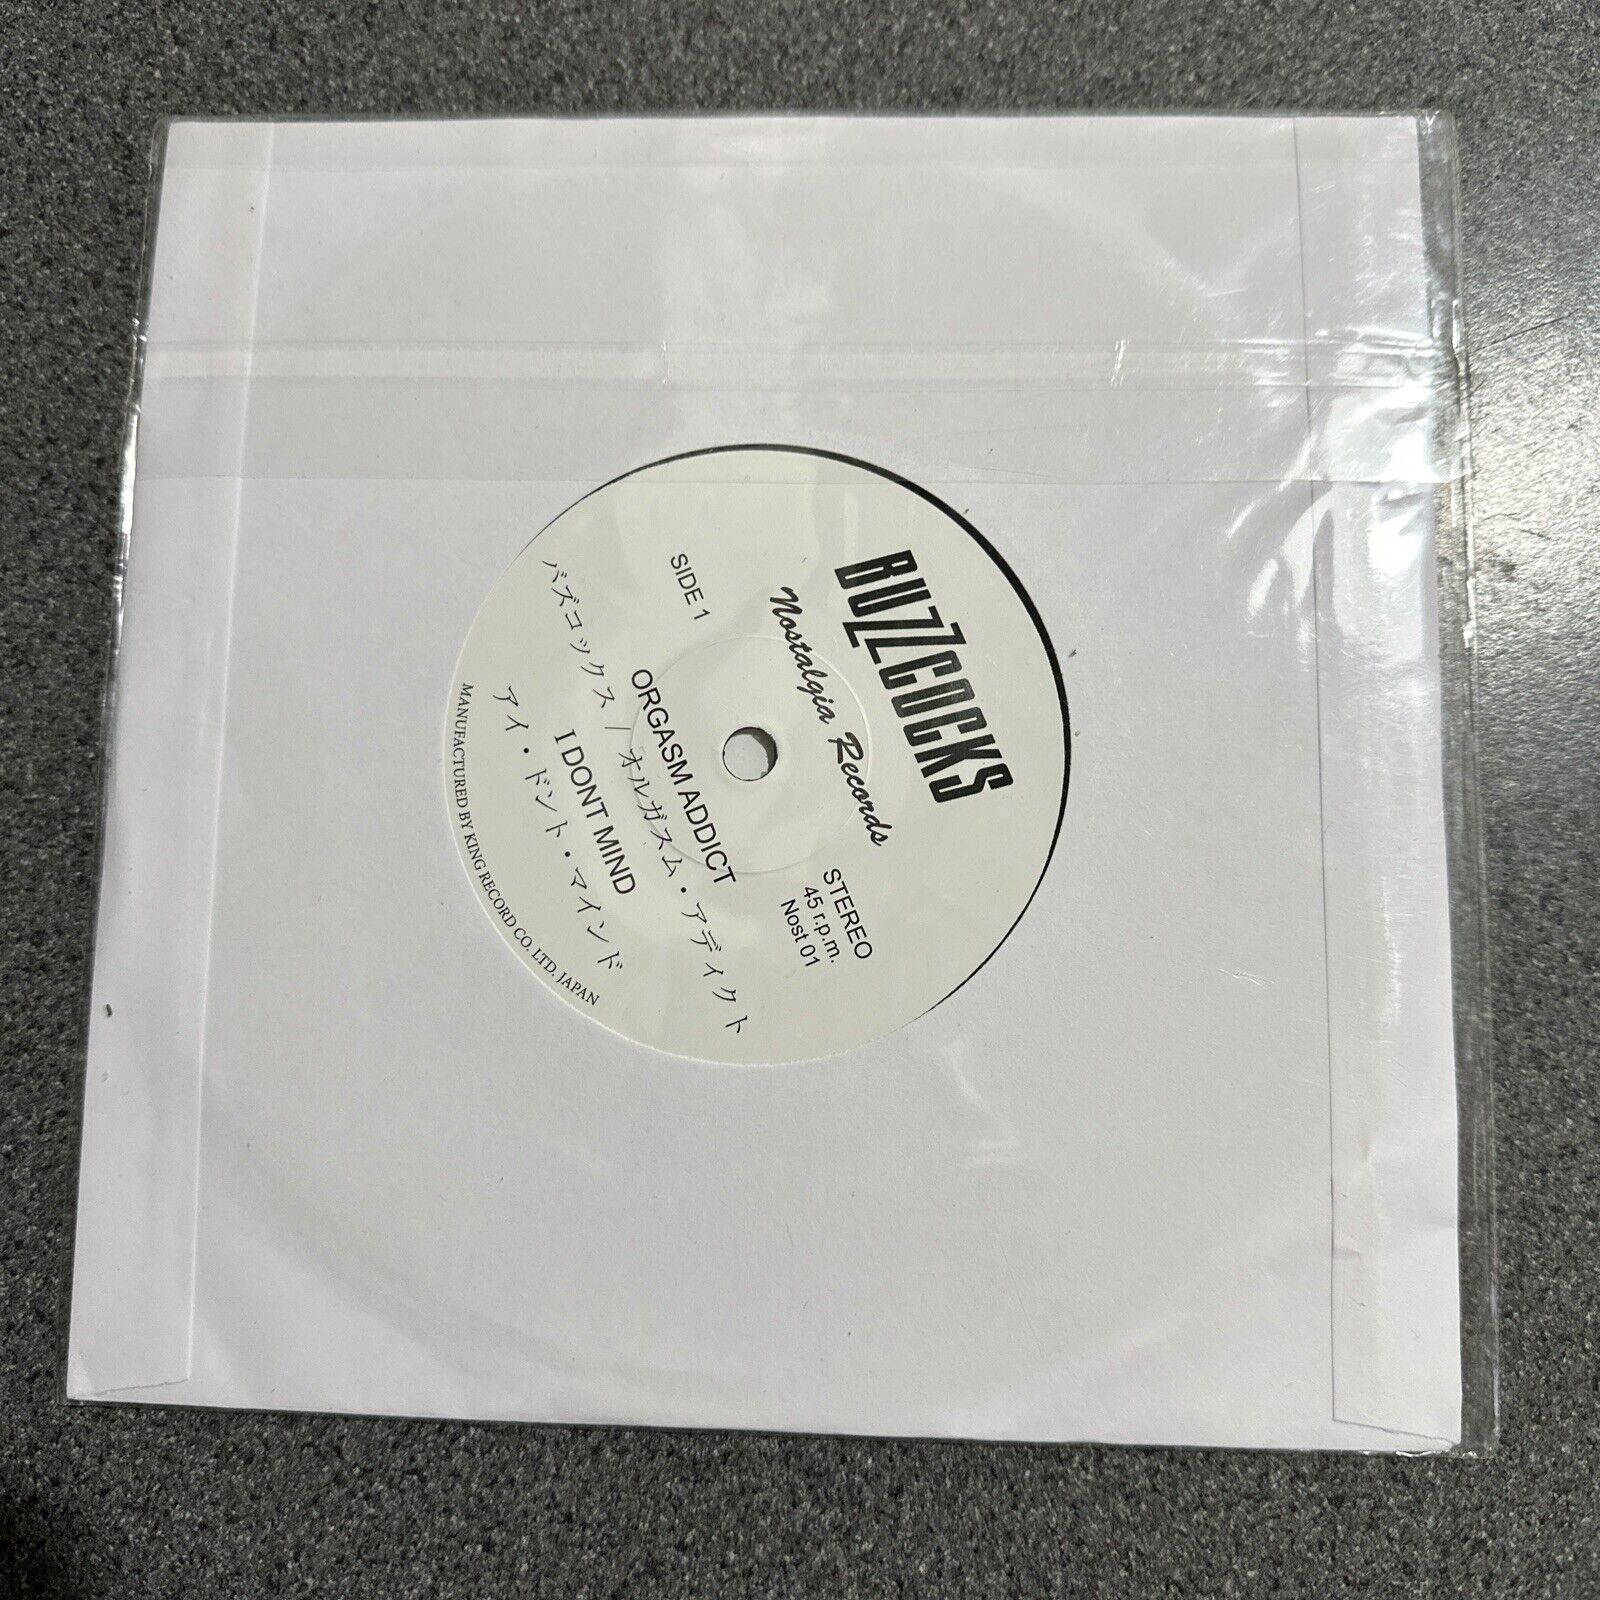 BUZZCOCKS
Nostalgia Records
SIDE 1
STEREO
45 r.p.m.
Nost 01
ORGASM ADDICT
バズコックス / オルガスム・アディクト
I DONT MIND
アイ・ドント・マインド
MANUFACTURED BY KING RECORD CO. LTD. JAPAN